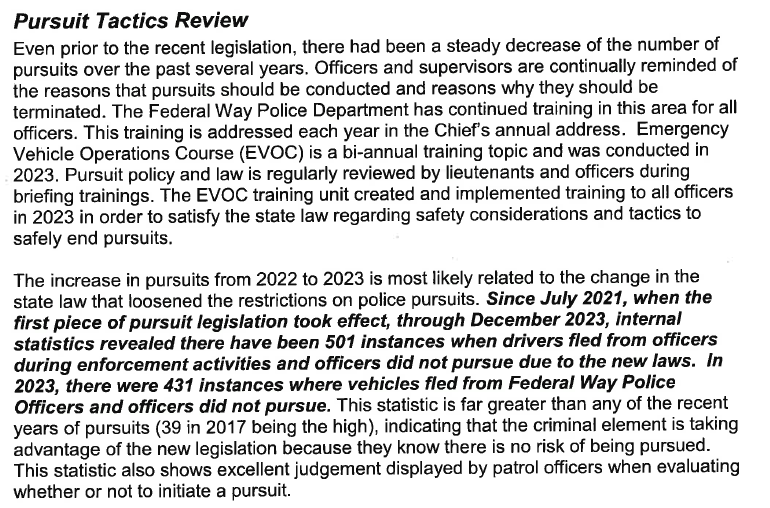 Pursuit Tactics Review
Even prior to the recent legislation, there had been a steady decrease of the number of
pursuits over the past several years. Officers and supervisors are continually reminded of
the reasons that pursuits should be conducted and reasons why they should be
terminated. The Federal Way Police Department has continued training in this area for all
officers. This training is addressed each year in the Chief's annual address. Emergency
Vehicle Operations Course (EVOC) is a bi-annual training topic and was conducted in
2023. Pursuit policy and law is regularly reviewed by lieutenants and officers during
briefing trainings. The EVOC training unit created and implemented training to all officers
in 2023 in order to satisfy the state law regarding safety considerations and tactics to
safely end pursuits.
The increase in pursuits from 2022 to 2023 is most likely related to the change in the
state law that loosened the restrictions on police pursuits. Since July 2021, when the
first piece of pursuit legislation took effect, through December 2023, internal
statistics revealed there have been 501 instances when drivers fled from officers
during enforcement activities and officers did not pursue due to the new laws. In
2023, there were 431 instances where vehicles fled from Federal Way Police
Officers and officers did not pursue. This statistic is far greater than any of the recent
years of pursuits (39 in 2017 being the high), indicating that the criminal element is taking
advantage of the new legislation because they know there is no risk of being pursued.
This statistic also shows excellent judgement displayed by patrol officers when evaluating
whether or not to initiate a pursuit.